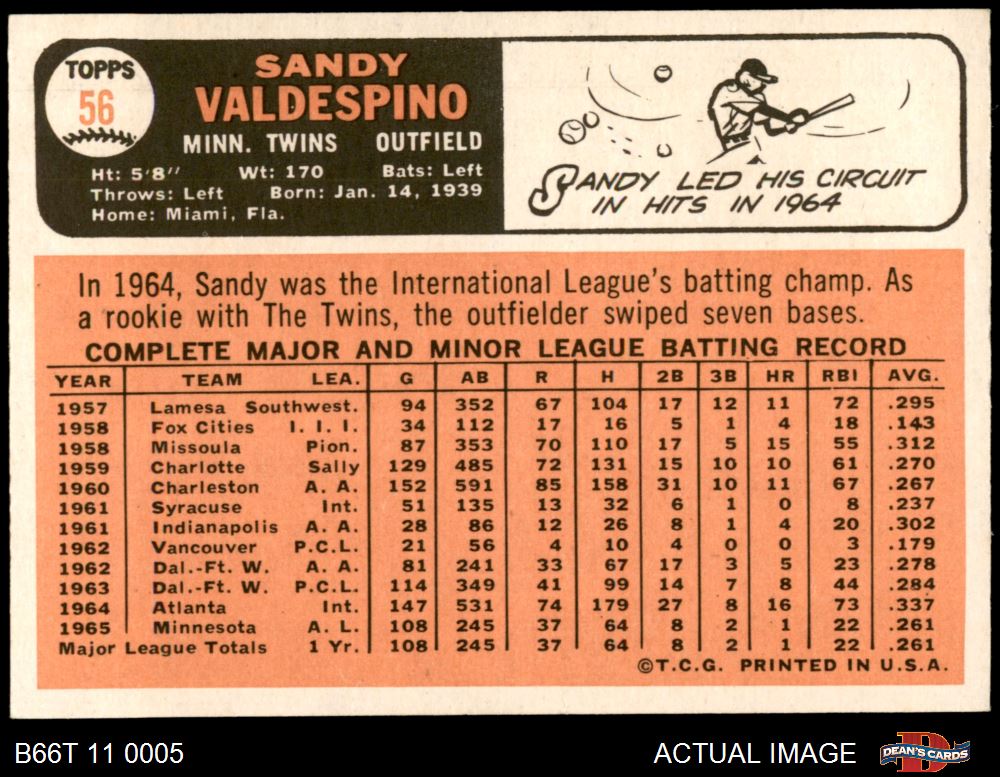 TOPPS
56
SANDY
VALDESPINO
MINN. TWINS OUTFIELD
Ht: 5'8" Wt: 170 Bats: Left
Throws: Left Born: Jan. 14, 1939
Home: Miami, Fla.
SANDY LED HIS CIRCUIT
IN HITS IN 1964
In 1964, Sandy was the International League's batting champ. As
a rookie with The Twins, the outfielder swiped seven bases.
COMPLETE MAJOR AND MINOR LEAGUE BATTING RECORD
YEAR TEAM LEA. G AB R H 2B 3B HR RBI AVG.
1957 Lamesa Southwest. 94 352 67 104 17 12 11 72 .295
1958 Fox Cities I. I. I. 34 112 17 16 5 1 4 18 .143
1958 Missoula Pion. 87 353 70 110 17 5 15 55 .312
1959 Charlotte Sally 129 485 72 131 15 10 10 61 .270
1960 Charleston A. A. 152 591 85 158 31 10 11 67 .267
1961 Syracuse Int. 51 135 13 32 6 1 0 8 .237
1961 Indianapolis A. A. 28 86 12 26 8 1 4 20 .302
1962 Vancouver P.C.L. 21 56 4 10 4 0 0 3 .179
1962 Dal.-Ft. W. A. A. 81 241 33 67 17 3 5 23 .278
1963 Dal.-Ft. W. P.C.L. 114 349 41 99 14 7 8 44 .284
1964 Atlanta Int. 147 531 74 179 27 8 16 73 .337
1965 Minnesota A. L. 108 245 37 64 8 2 1 22 .261
Major League Totals 1 Yr. 108 245 37 64 8 2 1 22 .261
©T.C.G. PRINTED IN U.S.A.
B66T 11 0005 ACTUAL IMAGE
D
DEAN'S CARDS